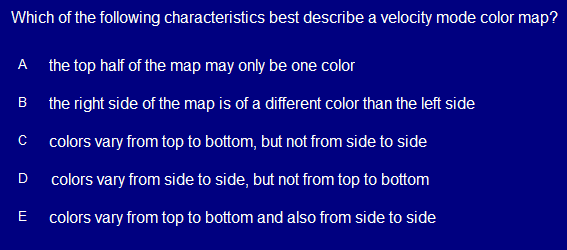 Which of the following characteristics best describe a velocity mode color map?
A the top half of the map may only be one color
B the right side of the map is of a different color than the left side
C colors vary from top to bottom, but not from side to side
D colors vary from side to side, but not from top to bottom
E colors vary from top to bottom and also from side to side